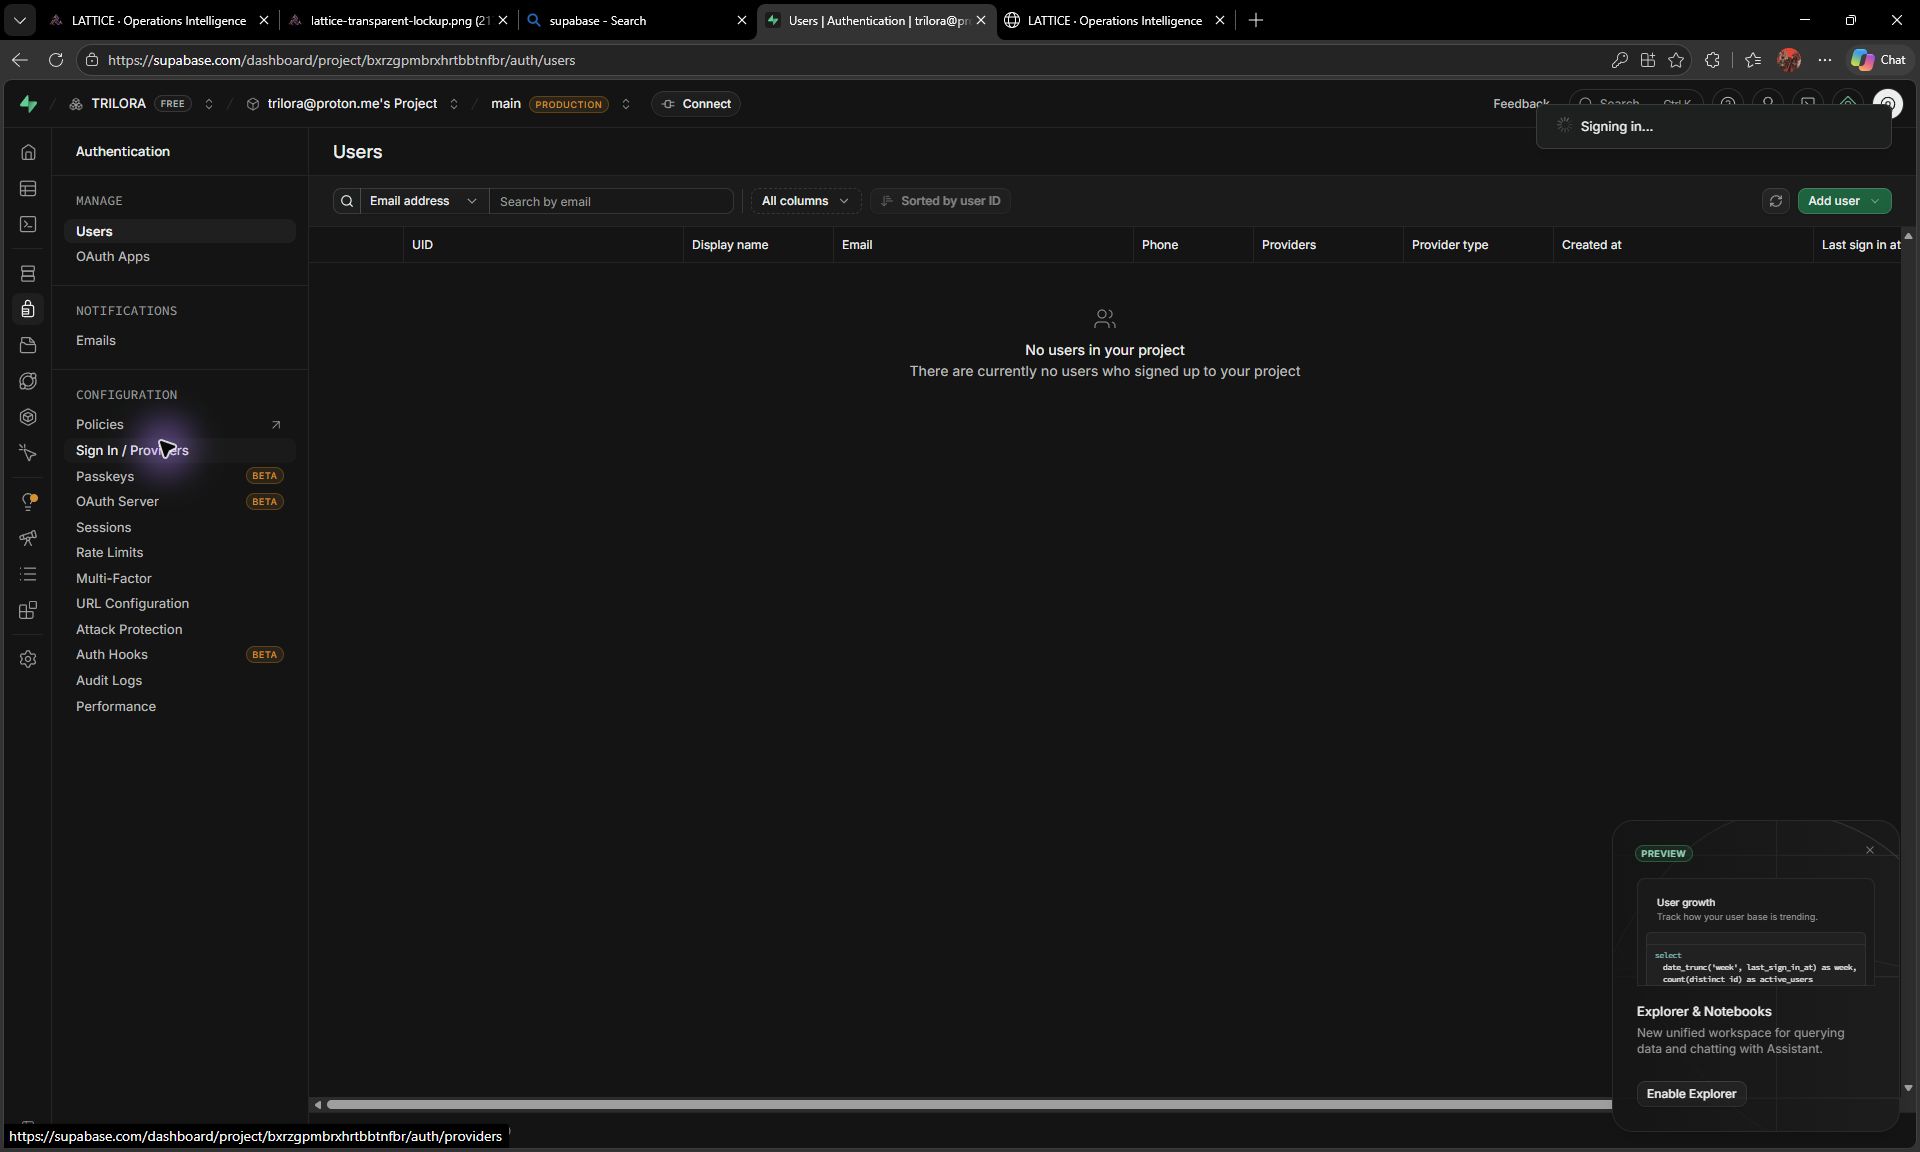 LATTICE · Operations Intelligence
lattice-transparent-lockup.png (21
supabase - Search
Users | Authentication | trilora@pr
LATTICE · Operations Intelligence
https://supabase.com/dashboard/project/bxrzgpmbrxhrtbbtnfbr/auth/users
Chat
TRILORA FREE / trilora@proton.me's Project / main PRODUCTION Connect
Feedback Search Ctrl K
Signing in...
Authentication
Users
MANAGE
Users
OAuth Apps
NOTIFICATIONS
Emails
CONFIGURATION
Policies
Sign In / Providers
Passkeys BETA
OAuth Server BETA
Sessions
Rate Limits
Multi-Factor
URL Configuration
Attack Protection
Auth Hooks BETA
Audit Logs
Performance
Email address Search by email All columns Sorted by user ID Add user
UID Display name Email Phone Providers Provider type Created at Last sign in at
No users in your project
There are currently no users who signed up to your project
PREVIEW
User growth
Track how your user base is trending.
select
date_trunc('week', last_sign_in_at) as week,
count(distinct id) as active_users
Explorer & Notebooks
New unified workspace for querying
data and chatting with Assistant.
Enable Explorer
https://supabase.com/dashboard/project/bxrzgpmbrxhrtbbtnfbr/auth/providers